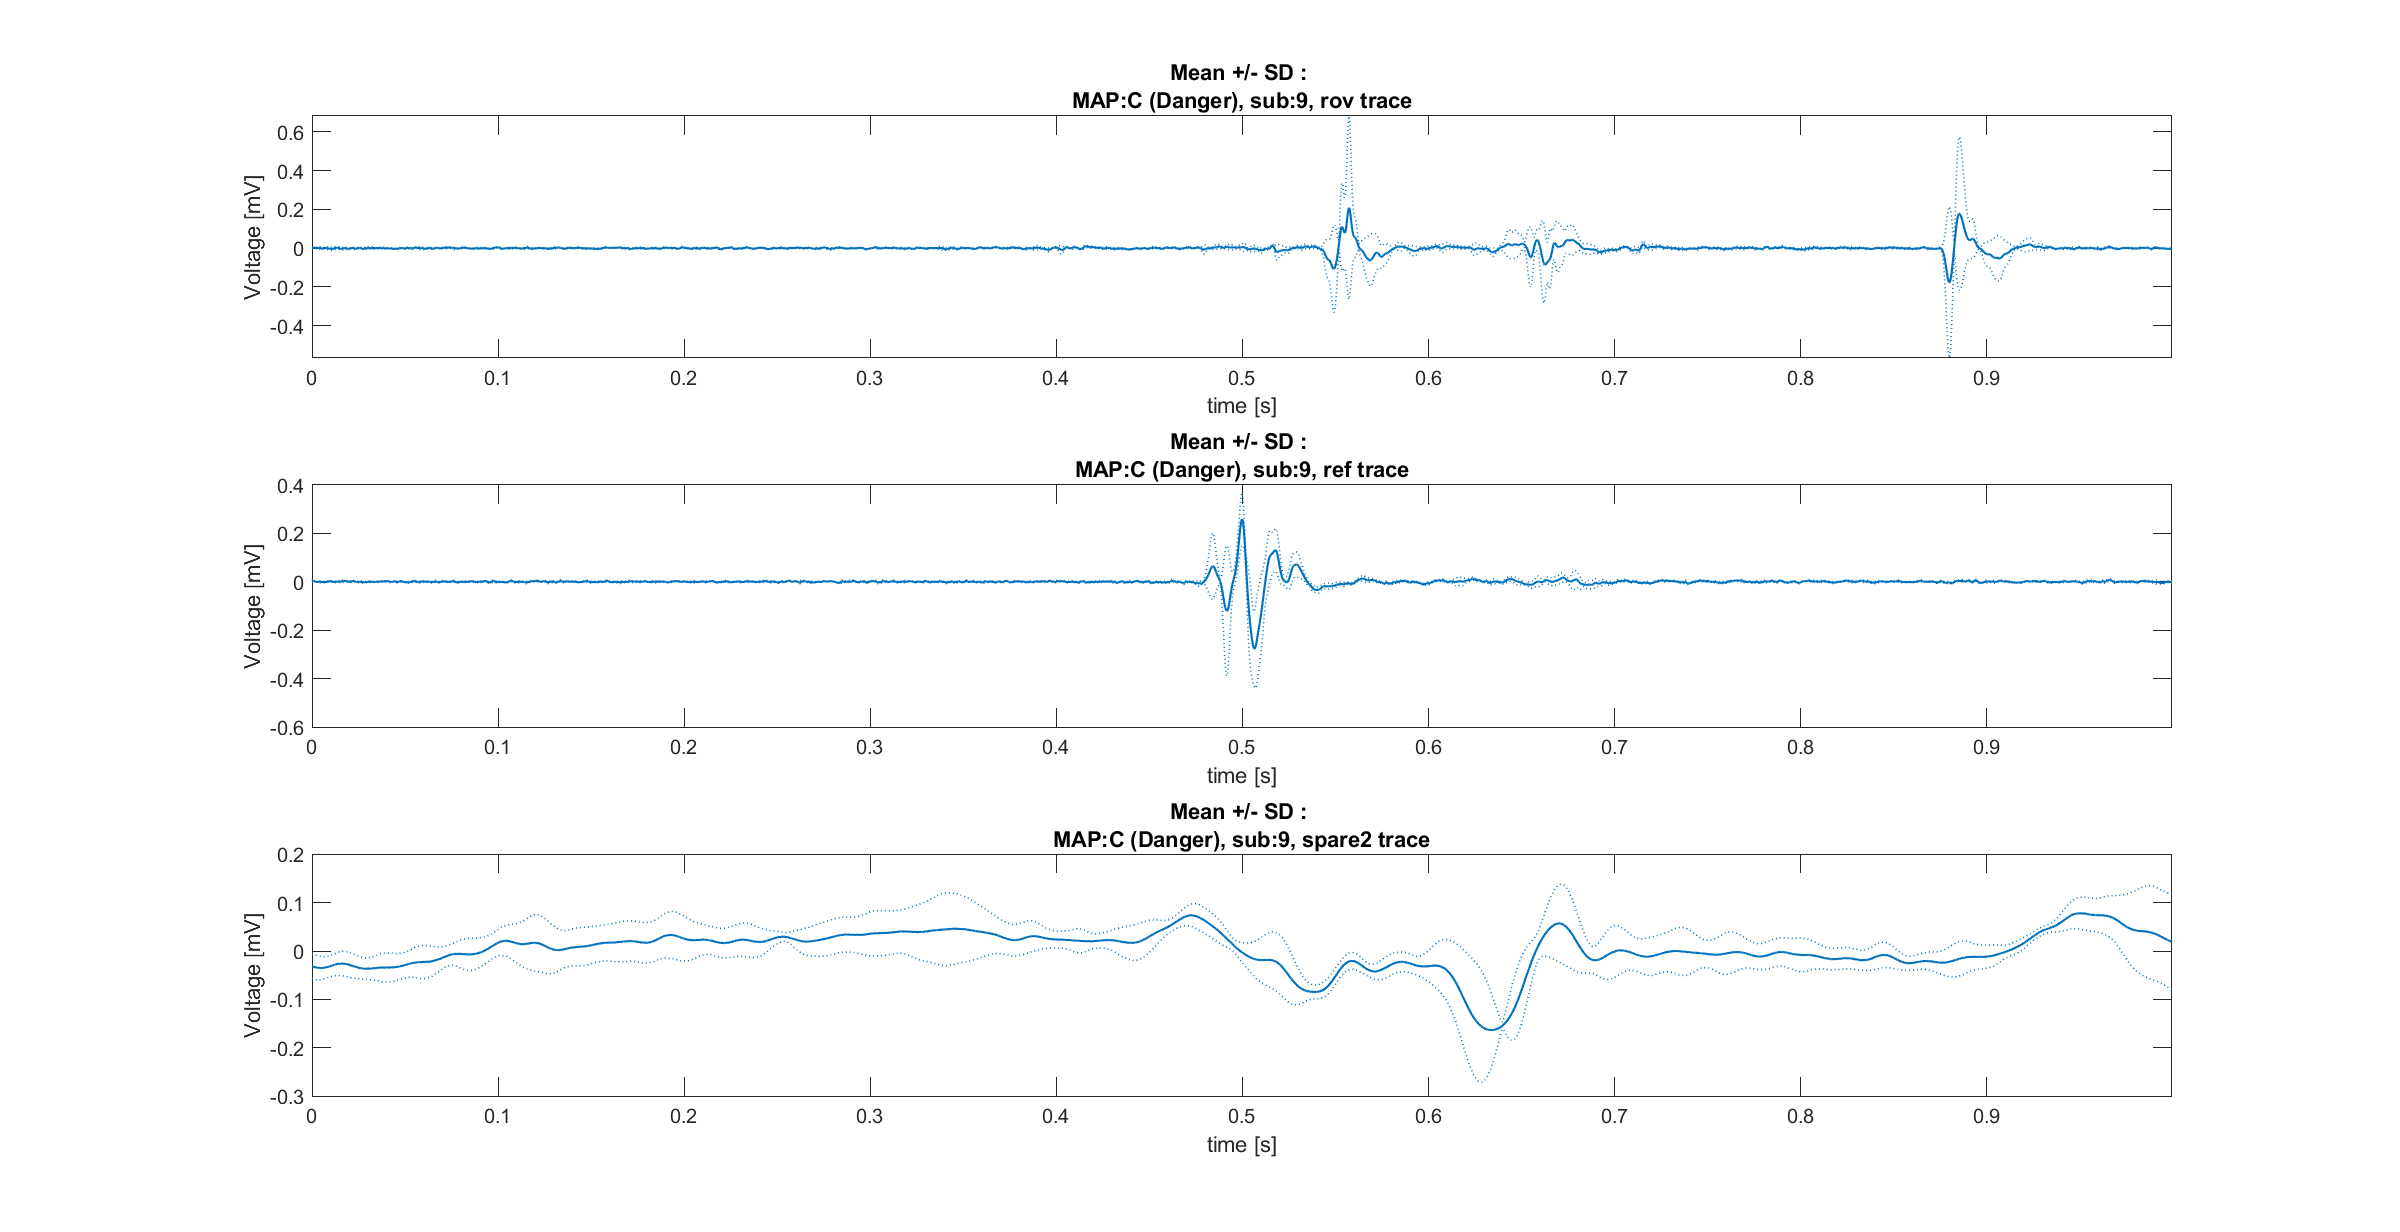 Mean +/- SD :
MAP:C (Danger), sub:9, rov trace
Voltage [mV]
0.6
0.4
0.2
0
-0.2
-0.4
0 0.1 0.2 0.3 0.4 0.5 0.6 0.7 0.8 0.9
time [s]
Mean +/- SD :
MAP:C (Danger), sub:9, ref trace
Voltage [mV]
0.4
0.2
0
-0.2
-0.4
-0.6
0 0.1 0.2 0.3 0.4 0.5 0.6 0.7 0.8 0.9
time [s]
Mean +/- SD :
MAP:C (Danger), sub:9, spare2 trace
Voltage [mV]
0.2
0.1
0
-0.1
-0.2
-0.3
0 0.1 0.2 0.3 0.4 0.5 0.6 0.7 0.8 0.9
time [s]